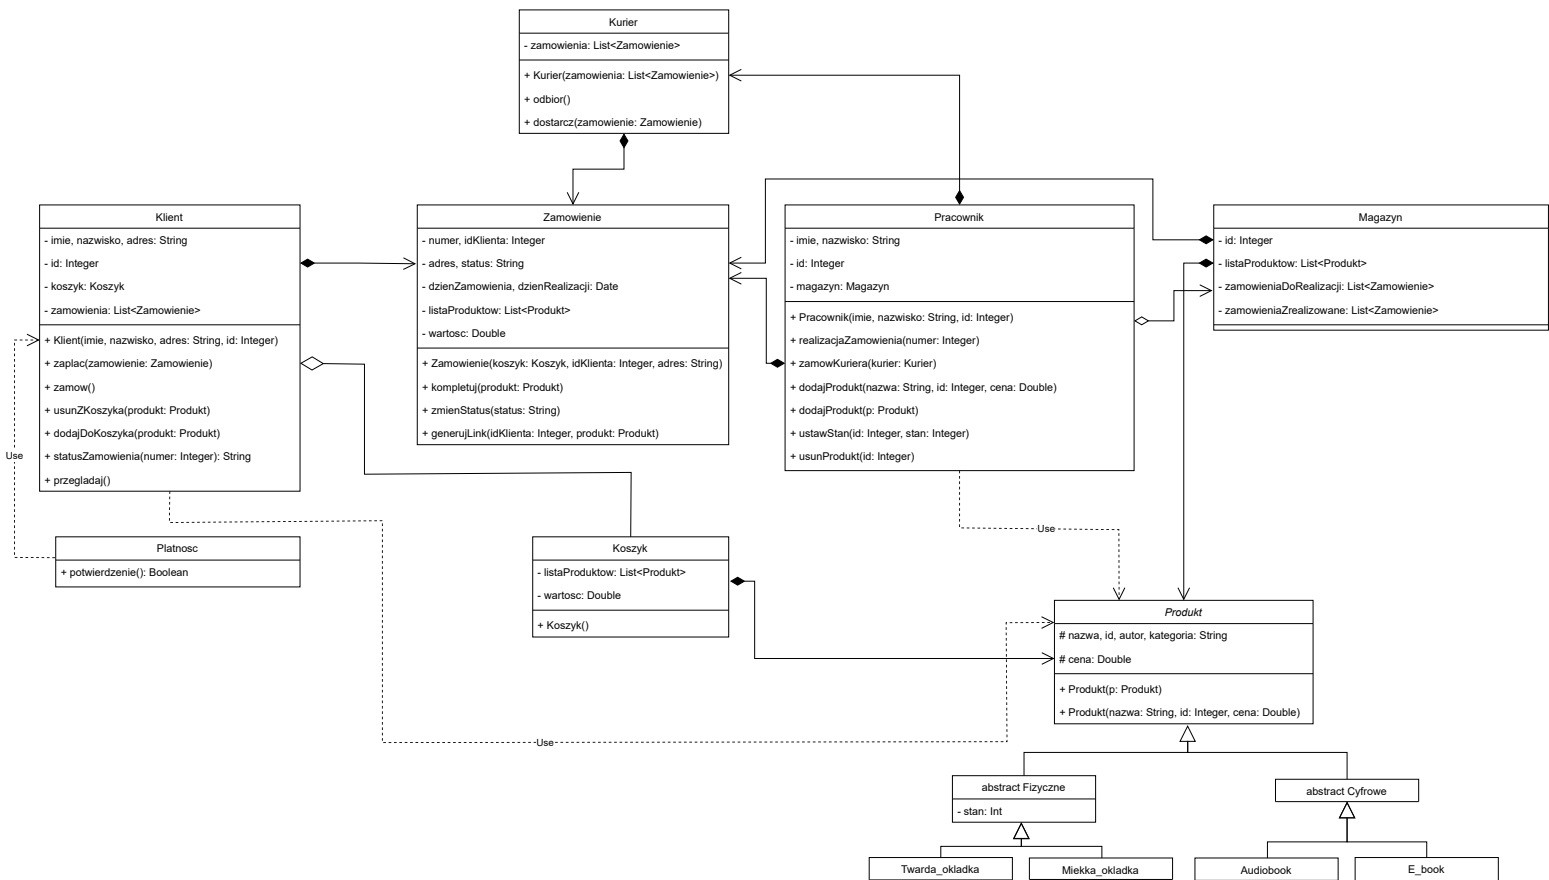 Kurier
- zamowienia: List<Zamowienie>
+ Kurier(zamowienia: List<Zamowienie>)
+ odbior()
+ dostarcz(zamowienie: Zamowienie)
Klient
- imie, nazwisko, adres: String
- id: Integer
- koszyk: Koszyk
- zamowienia: List<Zamowienie>
+ Klient(imie, nazwisko, adres: String, id: Integer)
+ zaplac(zamowienie: Zamowienie)
+ zamow()
+ usunZKoszyka(produkt: Produkt)
+ dodajDoKoszyka(produkt: Produkt)
+ statusZamowienia(numer: Integer): String
+ przegladaj()
Zamowienie
- numer, idKlienta: Integer
- adres, status: String
- dzienZamowienia, dzienRealizacji: Date
- listaProduktow: List<Produkt>
- wartosc: Double
+ Zamowienie(koszyk: Koszyk, idKlienta: Integer, adres: String)
+ kompletuj(produkt: Produkt)
+ zmienStatus(status: String)
+ generujLink(idKlienta: Integer, produkt: Produkt)
Pracownik
- imie, nazwisko: String
- id: Integer
- magazyn: Magazyn
+ Pracownik(imie, nazwisko: String, id: Integer)
+ realizacjaZamowienia(numer: Integer)
+ zamowKuriera(kurier: Kurier)
+ dodajProdukt(nazwa: String, id: Integer, cena: Double)
+ dodajProdukt(p: Produkt)
+ ustawStan(id: Integer, stan: Integer)
+ usunProdukt(id: Integer)
Magazyn
- id: Integer
- listaProduktow: List<Produkt>
- zamowieniaDoRealizacji: List<Zamowienie>
- zamowieniaZrealizowane: List<Zamowienie>
Use
Platnosc
+ potwierdzenie(): Boolean
Koszyk
- listaProduktow: List<Produkt>
- wartosc: Double
+ Koszyk()
Use
Produkt
# nazwa, id, autor, kategoria: String
# cena: Double
+ Produkt(p: Produkt)
+ Produkt(nazwa: String, id: Integer, cena: Double)
Use
abstract Fizyczne
- stan: Int
abstract Cyfrowe
Twarda_okladka
Miekka_okladka
Audiobook
E_book